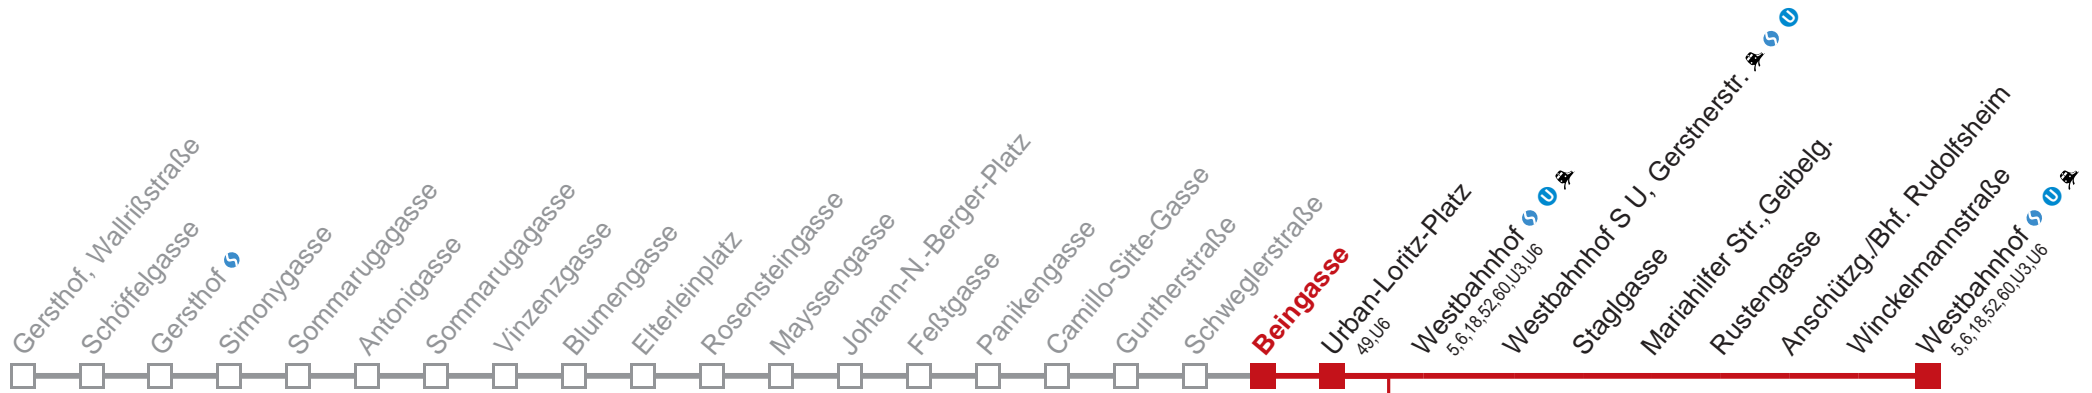 Gersthof, Wallrißstraße
Schöffelgasse
Gersthof S
Simonygasse
Sommarugagasse
Antonigasse
Sommarugagasse
Vinzenzgasse
Blumengasse
Elterleinplatz
Rosensteingasse
Mayssengasse
Johann-N.-Berger-Platz
Feßtgasse
Panikengasse
Camillo-Sitte-Gasse
Guntherstraße
Schweglerstraße
Beingasse
Urban-Loritz-Platz
49,U6
Westbahnhof S U
5,6,18,52,60,U3,U6
Westbahnhof S U, Gerstnerstr. S U
Staglgasse
Mariahilfer Str., Geibelg.
Rustengasse
Anschützg./Bhf. Rudolfsheim
Winckelmannstraße
Westbahnhof S U
5,6,18,52,60,U3,U6